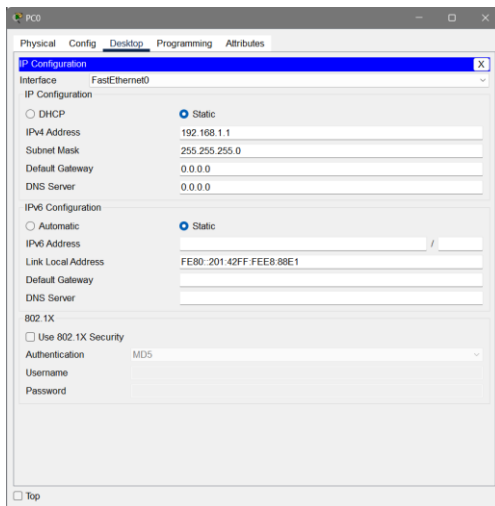 PC0
Physical Config Desktop Programming Attributes
IP Configuration X
Interface FastEthernet0
IP Configuration
DHCP Static
IPv4 Address 192.168.1.1
Subnet Mask 255.255.255.0
Default Gateway 0.0.0.0
DNS Server 0.0.0.0
IPv6 Configuration
Automatic Static
IPv6 Address /
Link Local Address FE80::201:42FF:FEE8:88E1
Default Gateway
DNS Server
802.1X
Use 802.1X Security
Authentication MD5
Username
Password
Top